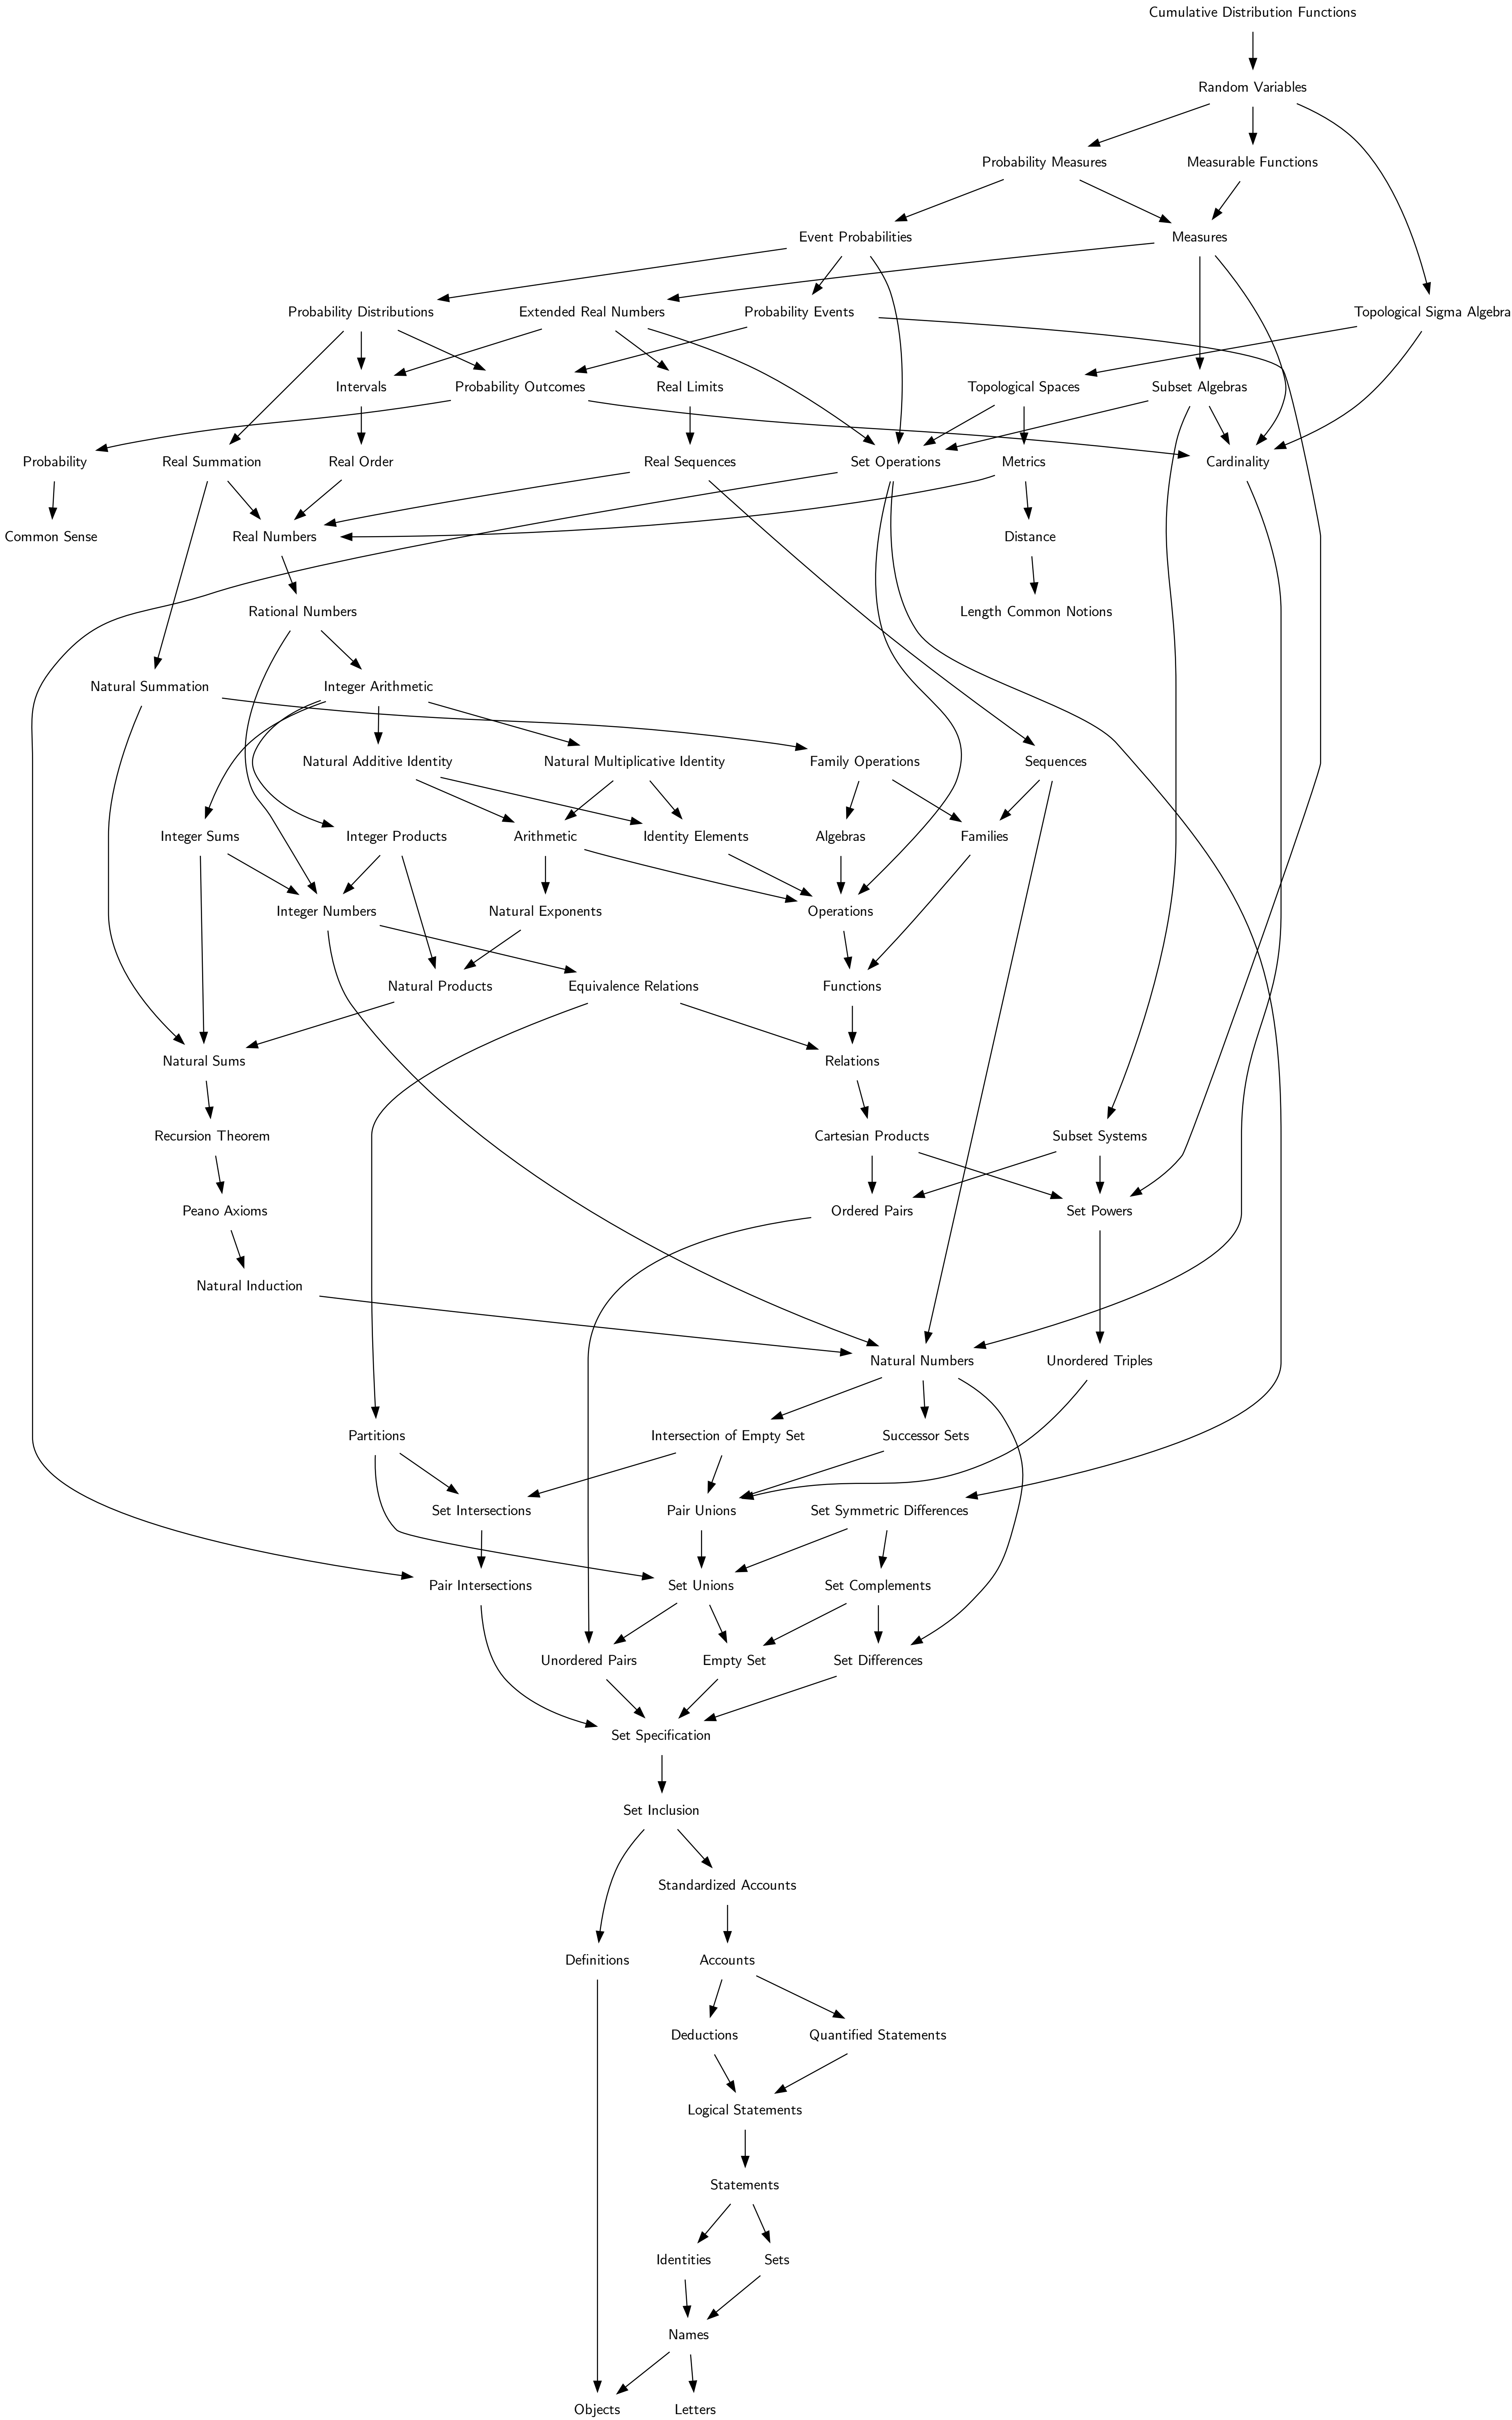 Cumulative Distribution Functions
Random Variables
Probability Measures
Measurable Functions
Event Probabilities
Measures
Probability Distributions
Extended Real Numbers
Probability Events
Topological Sigma Algebra
Intervals
Probability Outcomes
Real Limits
Topological Spaces
Subset Algebras
Probability
Real Summation
Real Order
Real Sequences
Set Operations
Metrics
Cardinality
Common Sense
Real Numbers
Distance
Rational Numbers
Length Common Notions
Natural Summation
Integer Arithmetic
Natural Additive Identity
Natural Multiplicative Identity
Family Operations
Sequences
Integer Sums
Integer Products
Arithmetic
Identity Elements
Algebras
Families
Integer Numbers
Natural Exponents
Operations
Natural Products
Equivalence Relations
Functions
Natural Sums
Relations
Recursion Theorem
Cartesian Products
Subset Systems
Peano Axioms
Ordered Pairs
Set Powers
Natural Induction
Natural Numbers
Unordered Triples
Partitions
Intersection of Empty Set
Successor Sets
Set Intersections
Pair Unions
Set Symmetric Differences
Pair Intersections
Set Unions
Set Complements
Unordered Pairs
Empty Set
Set Differences
Set Specification
Set Inclusion
Standardized Accounts
Definitions
Accounts
Deductions
Quantified Statements
Logical Statements
Statements
Identities
Sets
Names
Objects
Letters